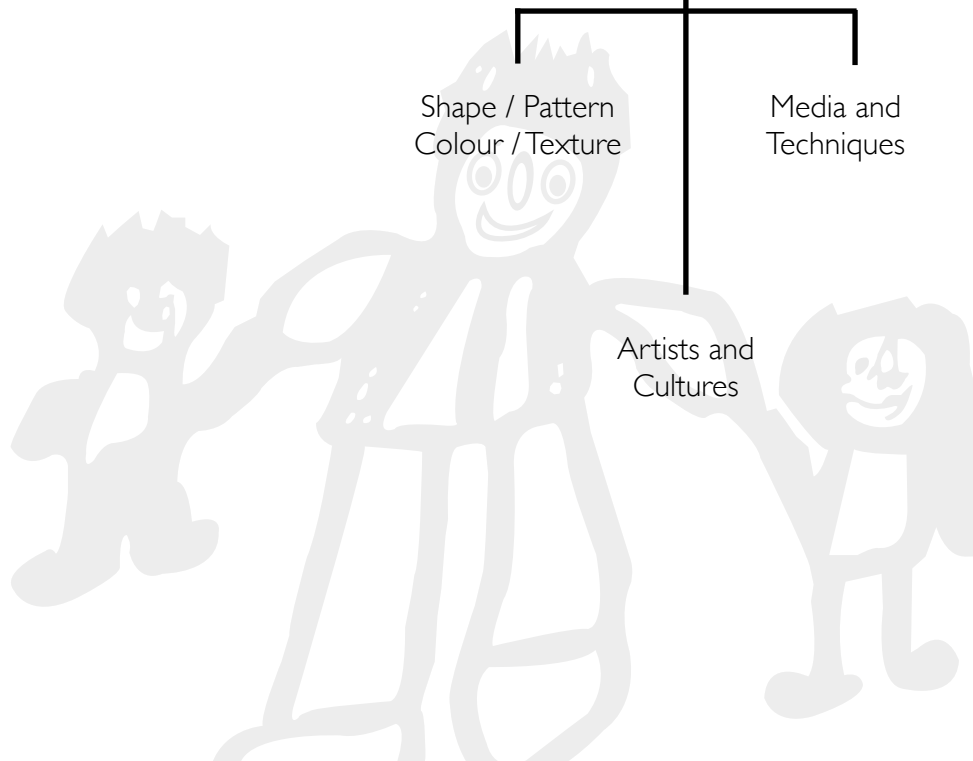 Shape / Pattern
Colour / Texture
Media and
Techniques
Artists and
Cultures